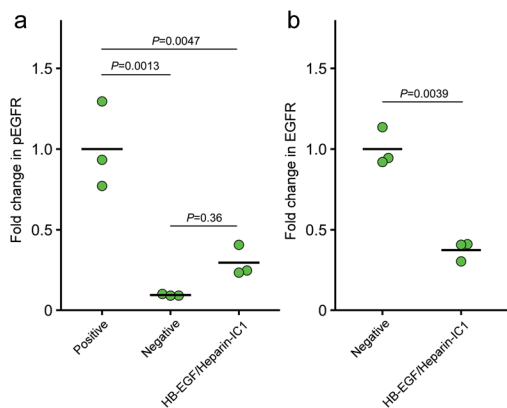 a
Fold change in pEGFR
1.5
1.0
0.5
0
P=0.0047
P=0.0013
P=0.36
Positive
Negative
HB-EGF/Heparin-IC1
b
Fold change in EGFR
1.5
1.0
0.5
0
P=0.0039
Negative
HB-EGF/Heparin-IC1